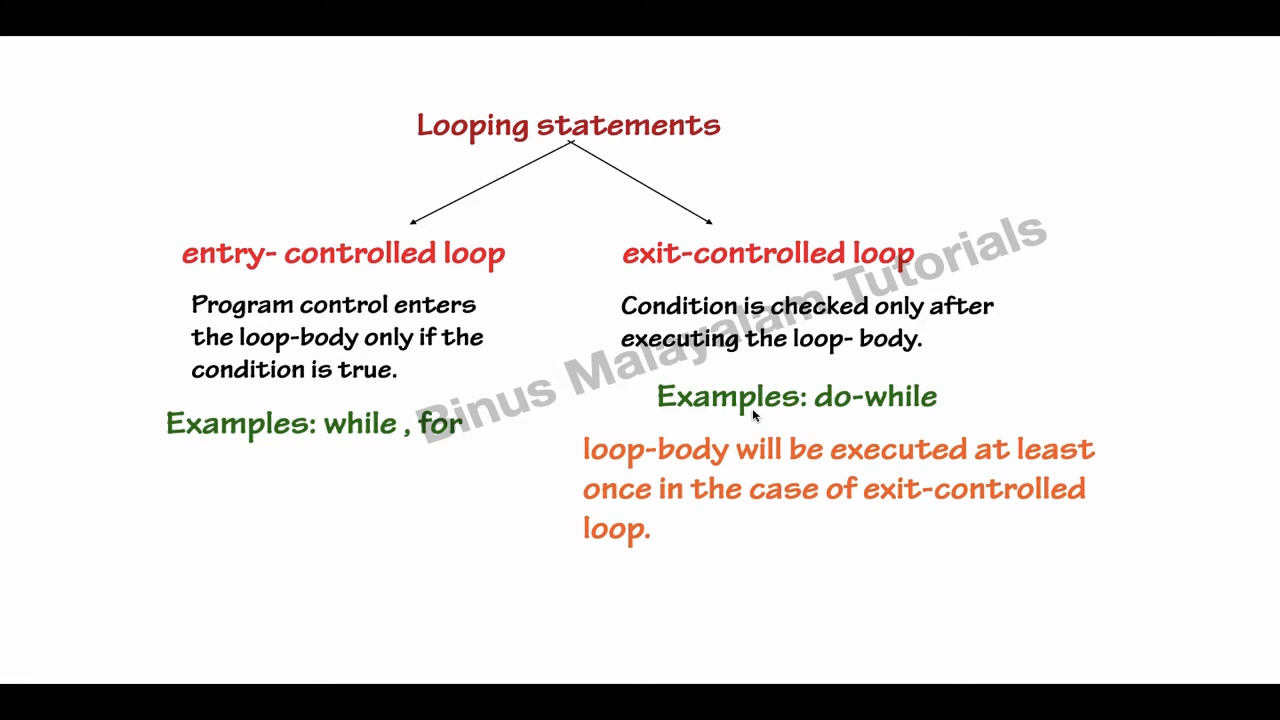 Looping statements
entry- controlled loop
Program control enters
the loop-body only if the
condition is true.
Examples: while , for
exit-controlled loop
Condition is checked only after
executing the loop- body.
Examples: do-while
loop-body will be executed at least
once in the case of exit-controlled
loop.
Binus Malayalam Tutorials